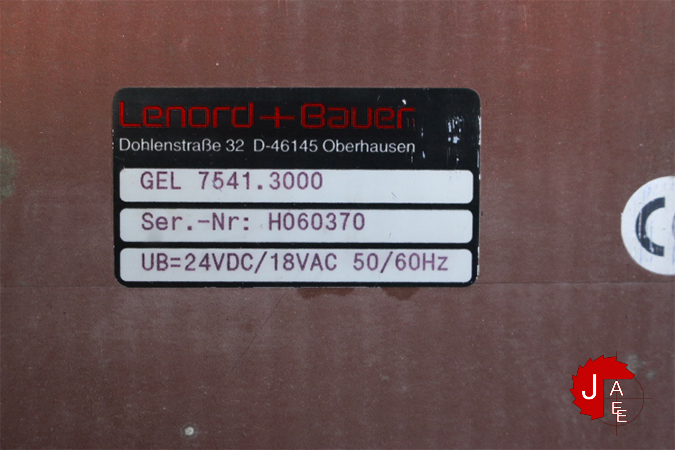 Lenord+Bauer
Dohlenstraße 32 D-46145 Oberhausen
GEL 7541.3000
Ser.-Nr: H060370
UB=24VDC/18VAC 50/60Hz
C
J
A
E
E